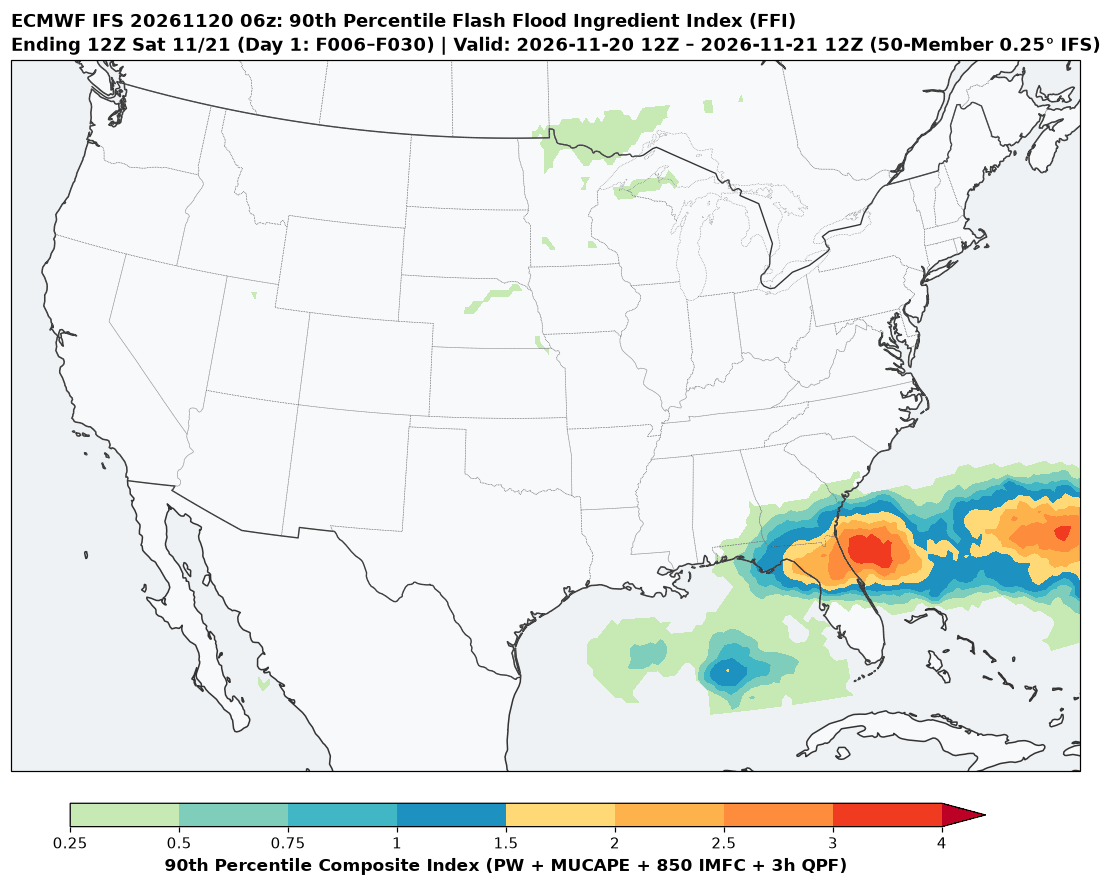 ECMWF IFS 20261120 06z: 90th Percentile Flash Flood Ingredient Index (FFI)
Ending 12Z Sat 11/21 (Day 1: F006–F030) | Valid: 2026-11-20 12Z – 2026-11-21 12Z (50-Member 0.25° IFS)
0.25 0.5 0.75 1 1.5 2 2.5 3 4
90th Percentile Composite Index (PW + MUCAPE + 850 IMFC + 3h QPF)